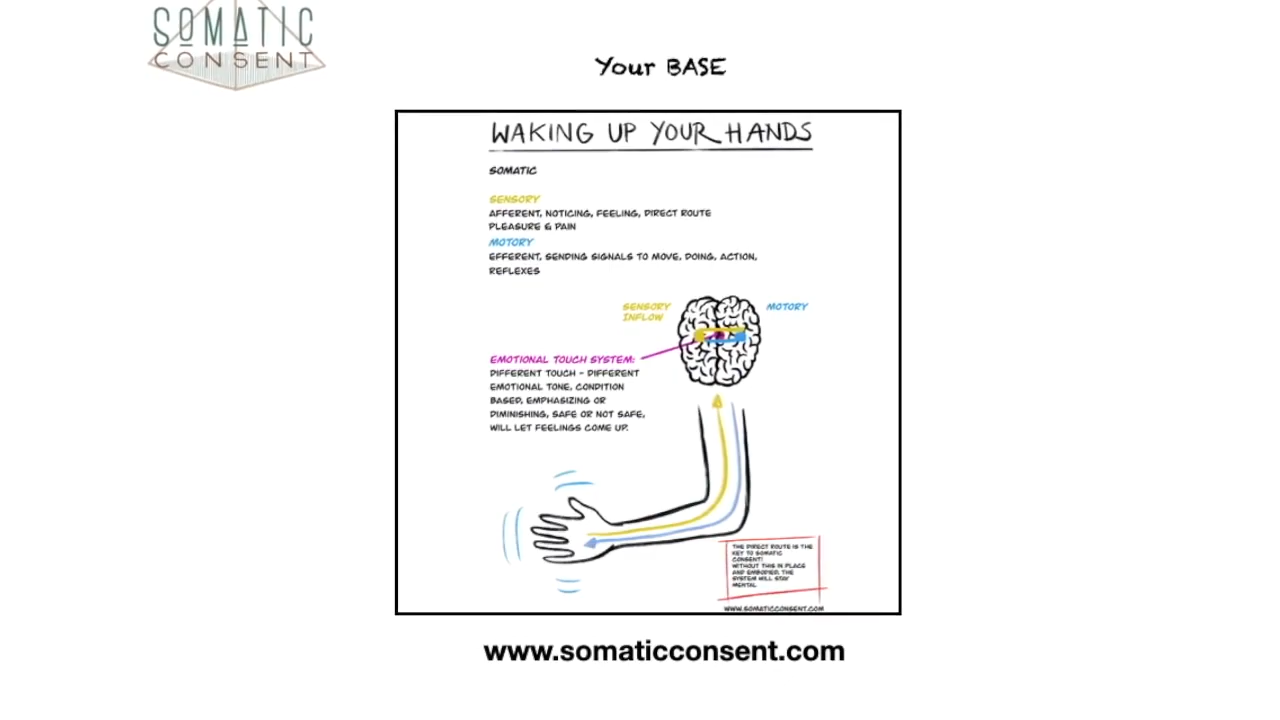 SOMATIC
CONSENT
Your BASE
WAKING UP YOUR HANDS
SOMATIC
SENSORY
AFFERENT, NOTICING, FEELING, DIRECT ROUTE
PLEASURE & PAIN
MOTORY
EFFERENT, SENDING SIGNALS TO MOVE, DOING, ACTION,
REFLEXES
SENSORY
INFLOW
MOTORY
EMOTIONAL TOUCH SYSTEM:
DIFFERENT TOUCH - DIFFERENT
EMOTIONAL TONE, CONDITION
BASED, EMPHASIZING OR
DIMINISHING, SAFE OR NOT SAFE,
WILL LET FEELINGS COME UP.
THE DIRECT ROUTE IS THE
KEY TO SOMATIC
CONSENT!
WITHOUT THIS IN PLACE
AND EMBODIED, THE
SYSTEM WILL STAY
MENTAL
WWW.SOMATICCONSENT.COM
www.somaticconsent.com